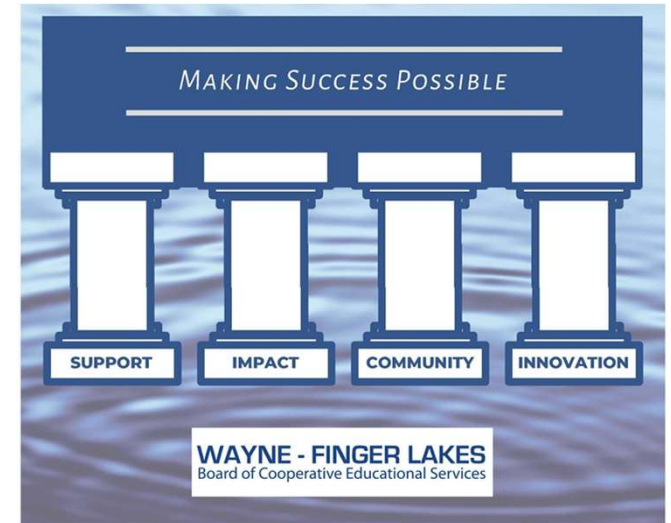 MAKING SUCCESS POSSIBLE
SUPPORT IMPACT COMMUNITY INNOVATION
WAYNE - FINGER LAKES
Board of Cooperative Educational Services